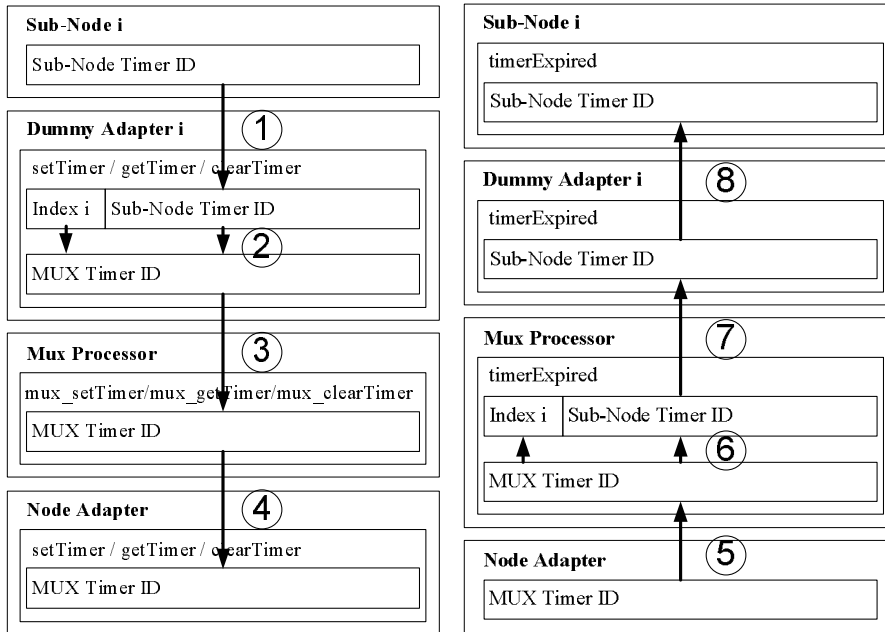 Sub-Node i
Sub-Node Timer ID
1
Dummy Adapter i
setTimer / getTimer / clearTimer
Index i
Sub-Node Timer ID
2
MUX Timer ID
3
Mux Processor
mux_setTimer/mux_getTimer/mux_clearTimer
MUX Timer ID
4
Node Adapter
setTimer / getTimer / clearTimer
MUX Timer ID
Sub-Node i
timerExpired
Sub-Node Timer ID
8
Dummy Adapter i
timerExpired
Sub-Node Timer ID
7
Mux Processor
timerExpired
Index i
Sub-Node Timer ID
6
MUX Timer ID
5
Node Adapter
MUX Timer ID